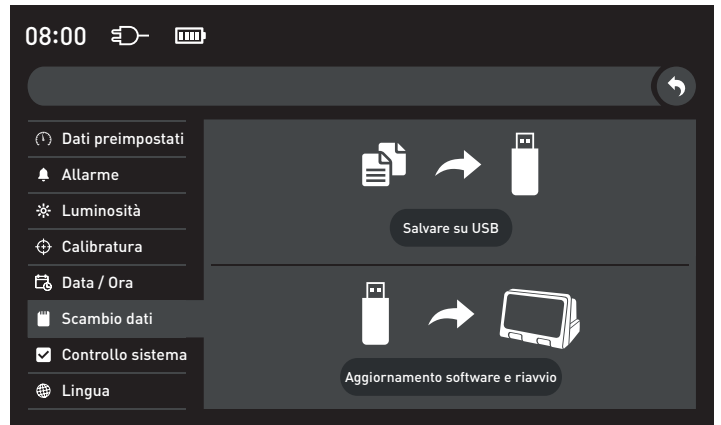 08:00
Dati preimpostati
Allarme
Luminosità
Calibratura
Data / Ora
Scambio dati
Controllo sistema
Lingua
Salvare su USB
Aggiornamento software e riavvio